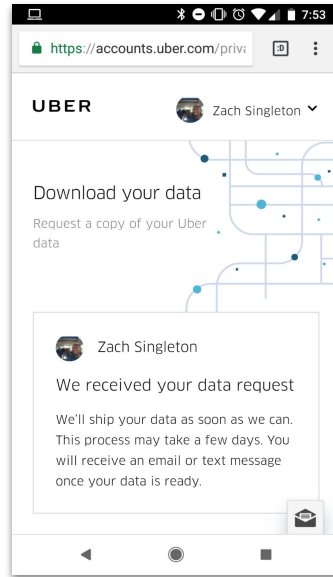 7:53
https://accounts.uber.com/priva
:D
UBER
Zach Singleton
Download your data
Request a copy of your Uber
data
Zach Singleton
We received your data request
We'll ship your data as soon as we can.
This process may take a few days. You
will receive an email or text message
once your data is ready.